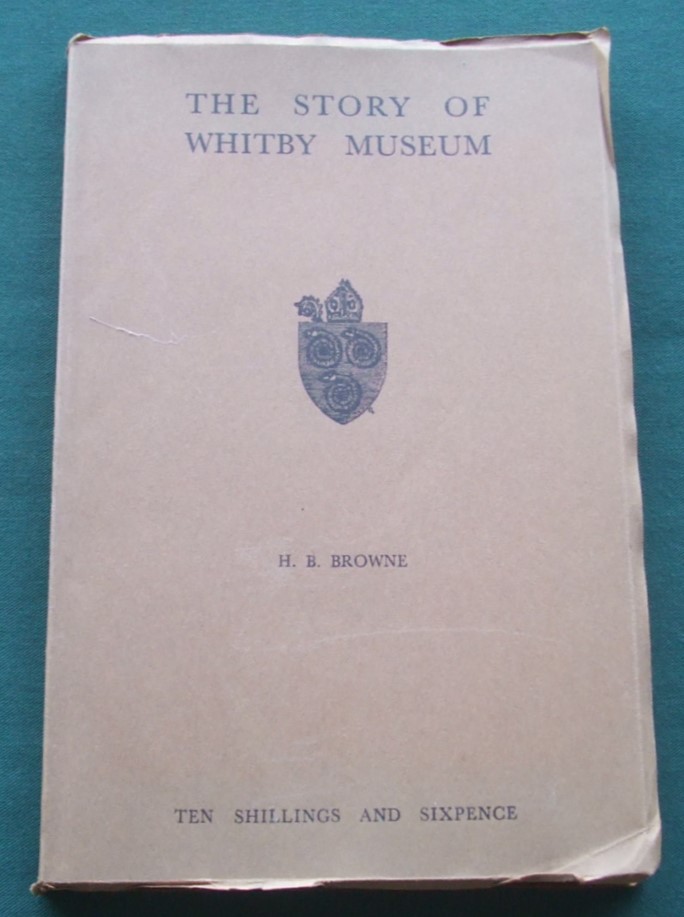 THE STORY OF
WHITBY MUSEUM
H. B. BROWNE
TEN SHILLINGS AND SIXPENCE